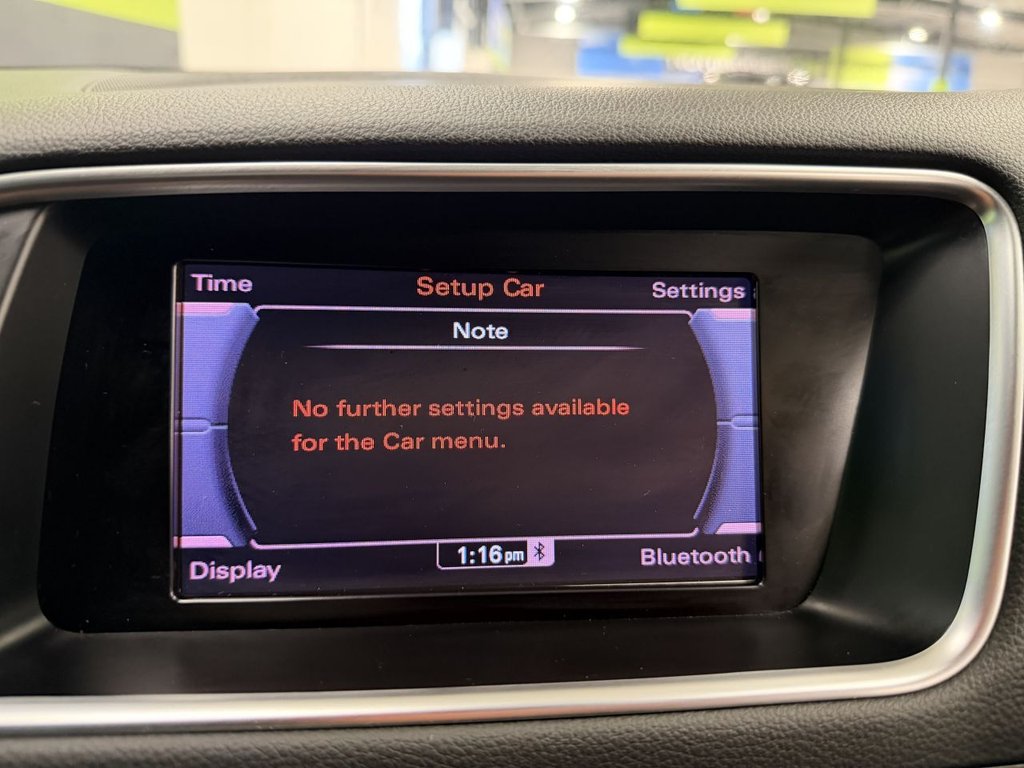 Time
Setup Car
Settings
Note
No further settings available
for the Car menu.
Display
1:16pm
Bluetooth